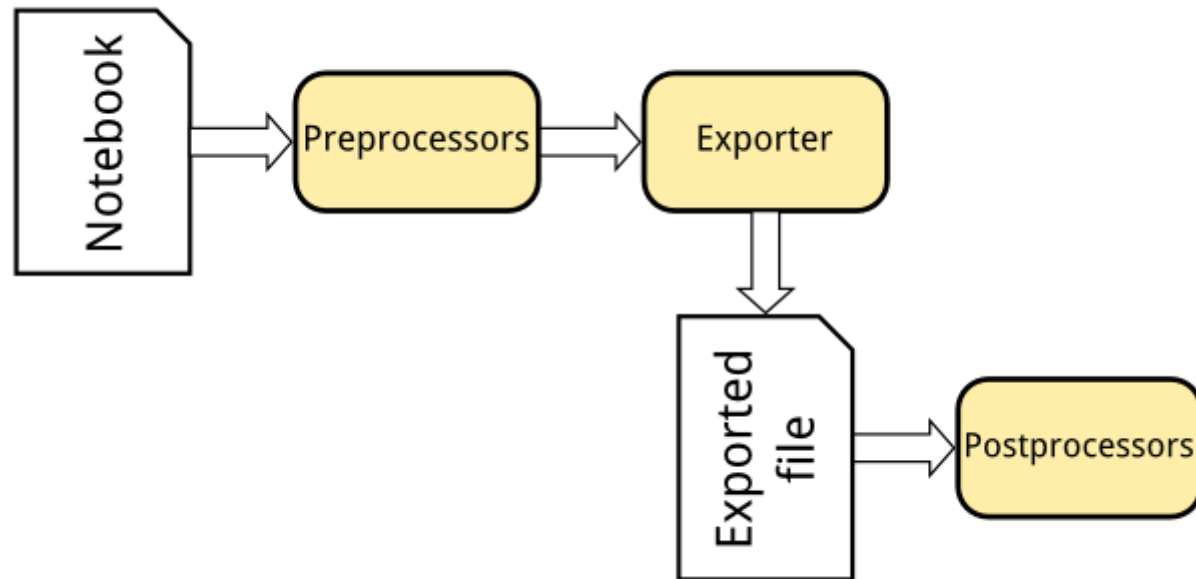 Notebook
Preprocessors
Exporter
Exported
file
Postprocessors